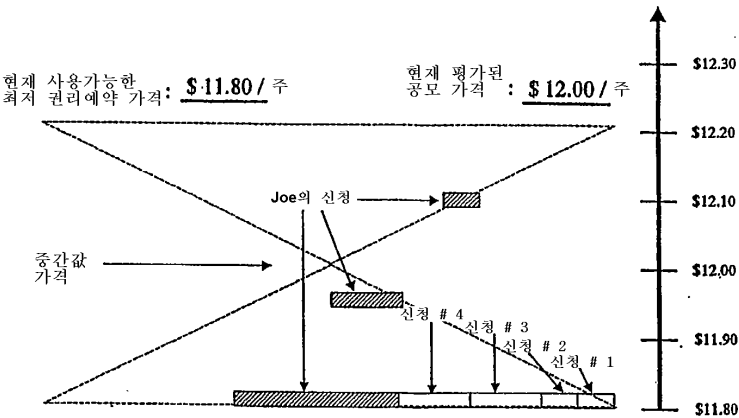 현재 사용가능한
최저 권리예약 가격 : $ 11.80 / 주
현재 평가된
공모 가격 : $ 12.00 / 주
$12.30
$12.20
Joe의 신청
$12.10
중간값
가격
$12.00
신청 # 4
신청 # 3
신청 # 2
신청 # 1
$11.90
$11.80